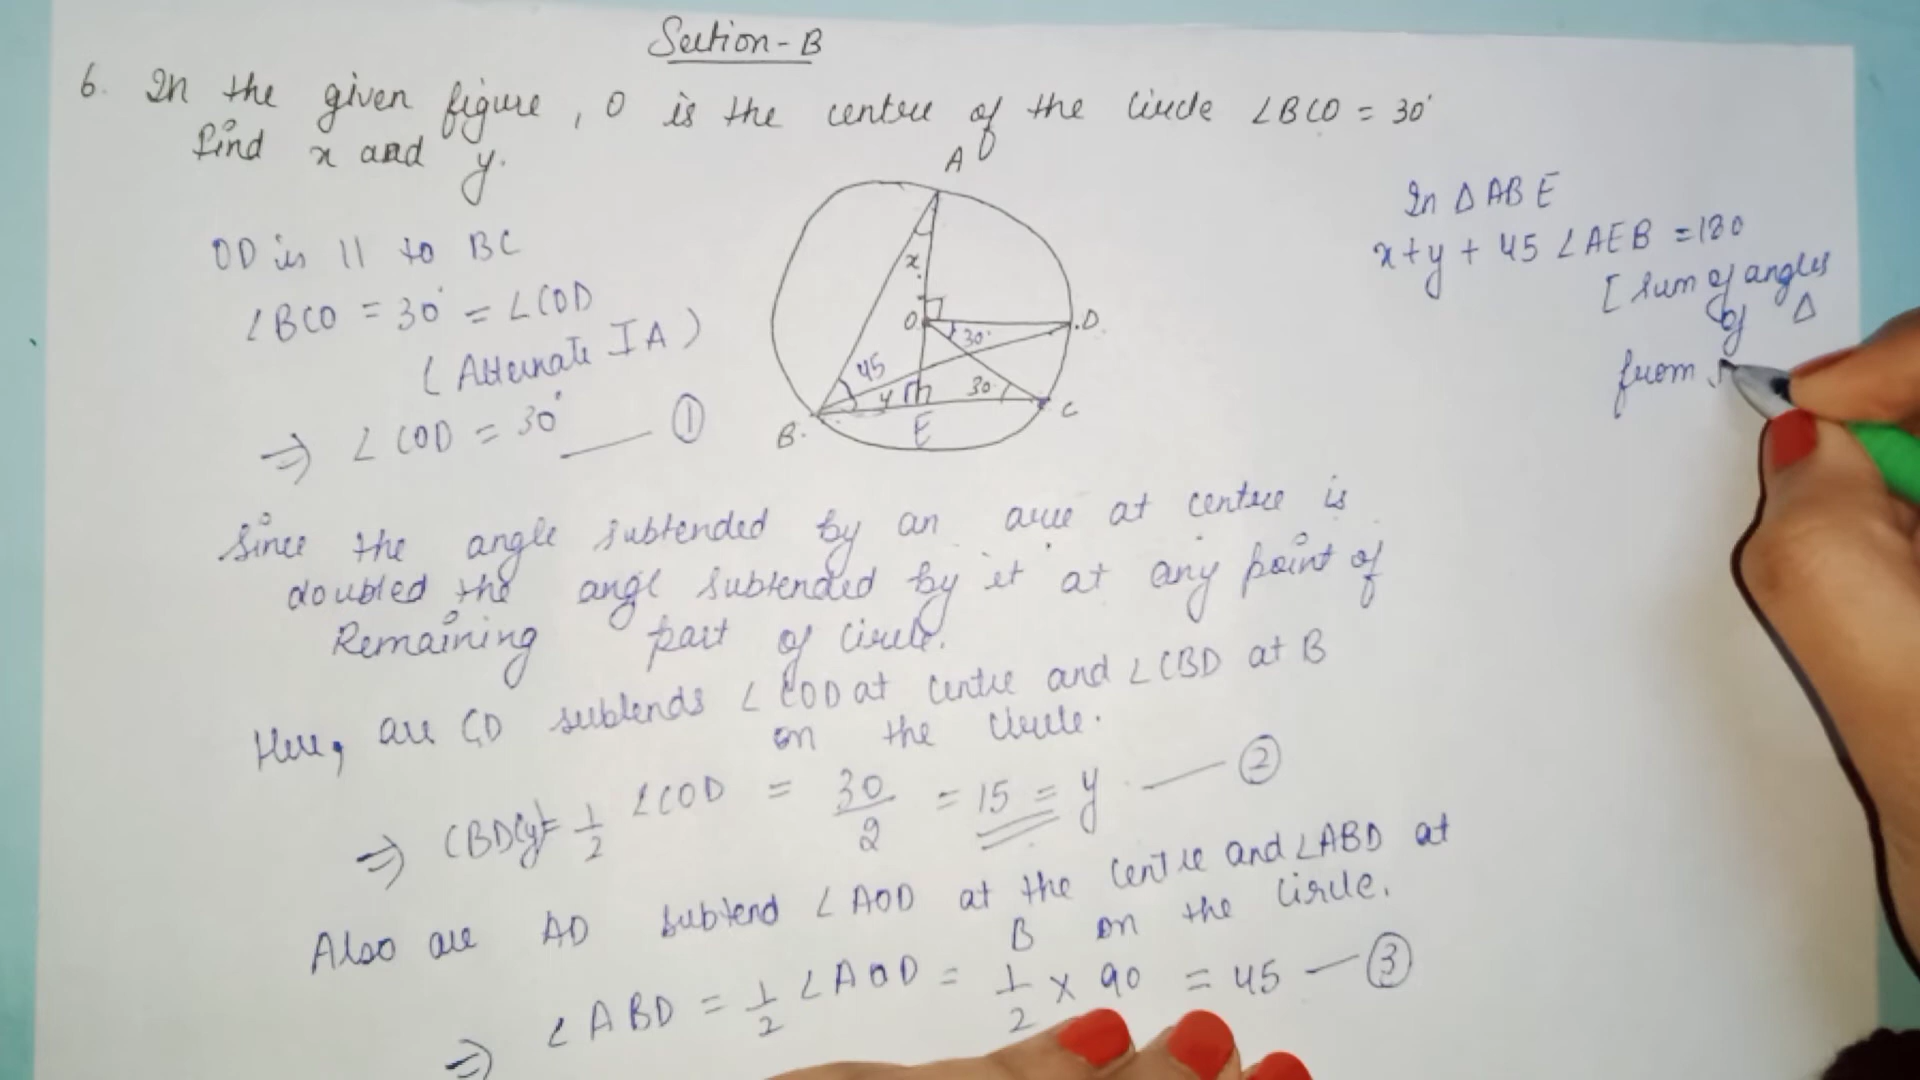 Section-B
6. In the given figure, O is the centre of the circle ∠BCO = 30°
Find x and y.
A
x
O
D
30°
45
y
30°
B
E
C
OD is || to BC
∠BCO = 30° = ∠COD
(Alternate IA)
⇒ ∠COD = 30° — ①
Since the angle subtended by an arc at centre is
doubled the angl subtended by it at any point of
Remaining part of circle.
Here, arc CD subtends ∠COD at centre and ∠CBD at B
on the circle.
⇒ CBD(y) = 1/2 ∠COD = 30/2 = 15 = y — ②
Also arc AD subtend ∠AOD at the centre and ∠ABD at
B on the circle.
⇒ ∠ABD = 1/2 ∠AOD = 1/2 × 90 = 45 — ③
In Δ ABE
x+y + 45 ∠AEB = 180
[ sum of angles
of Δ
from